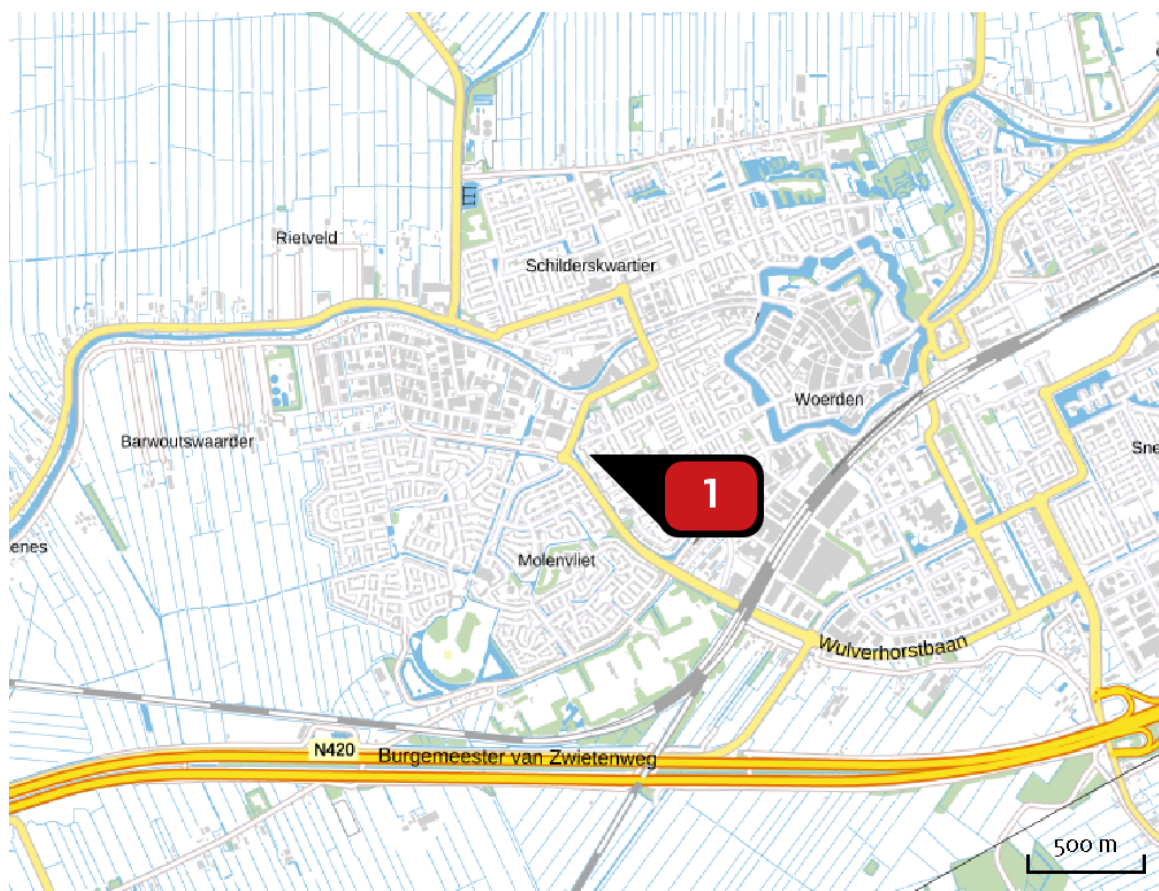 Rietveld
Schilderskwartier
Woerden
Barwoutswaarder
Sne
1
enes
Molenvliet
Wulverhorstbaan
N420
Burgemeester van Zwietenweg
500 m